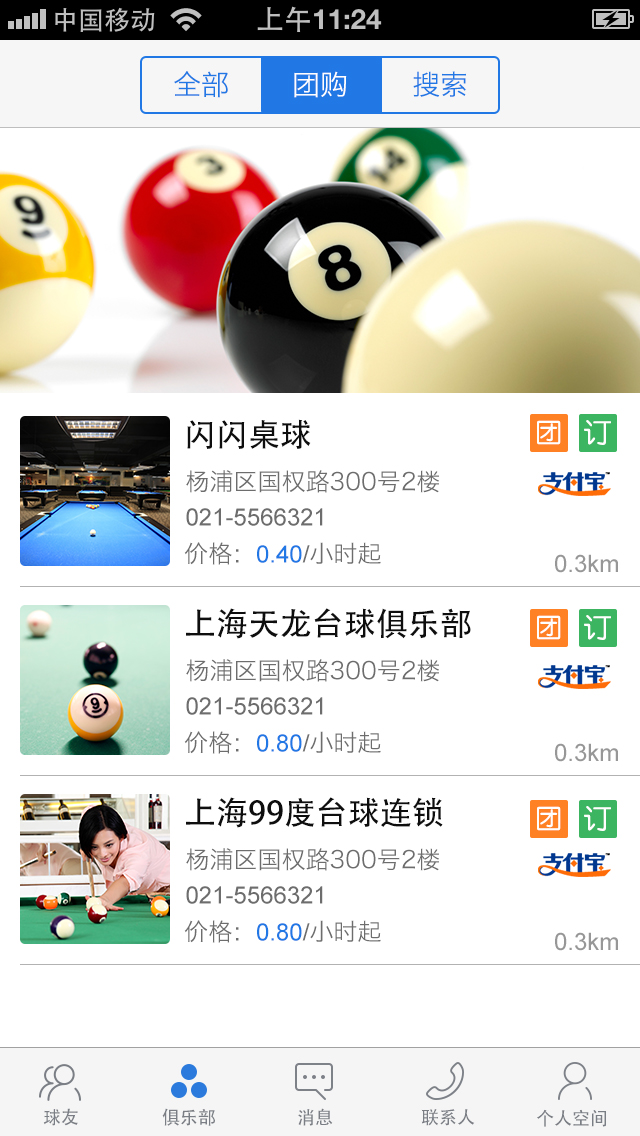 中国移动 上午11:24
全部 团购 搜索
9 3 8 14
闪闪桌球 团 订
杨浦区国权路300号2楼 支付宝
021-5566321
价格：0.40/小时起 0.3km
上海天龙台球俱乐部 团 订
杨浦区国权路300号2楼 支付宝
021-5566321
9
价格：0.80/小时起 0.3km
上海99度台球连锁 团 订
杨浦区国权路300号2楼 支付宝
021-5566321
价格：0.80/小时起 0.3km
球友 俱乐部 消息 联系人 个人空间